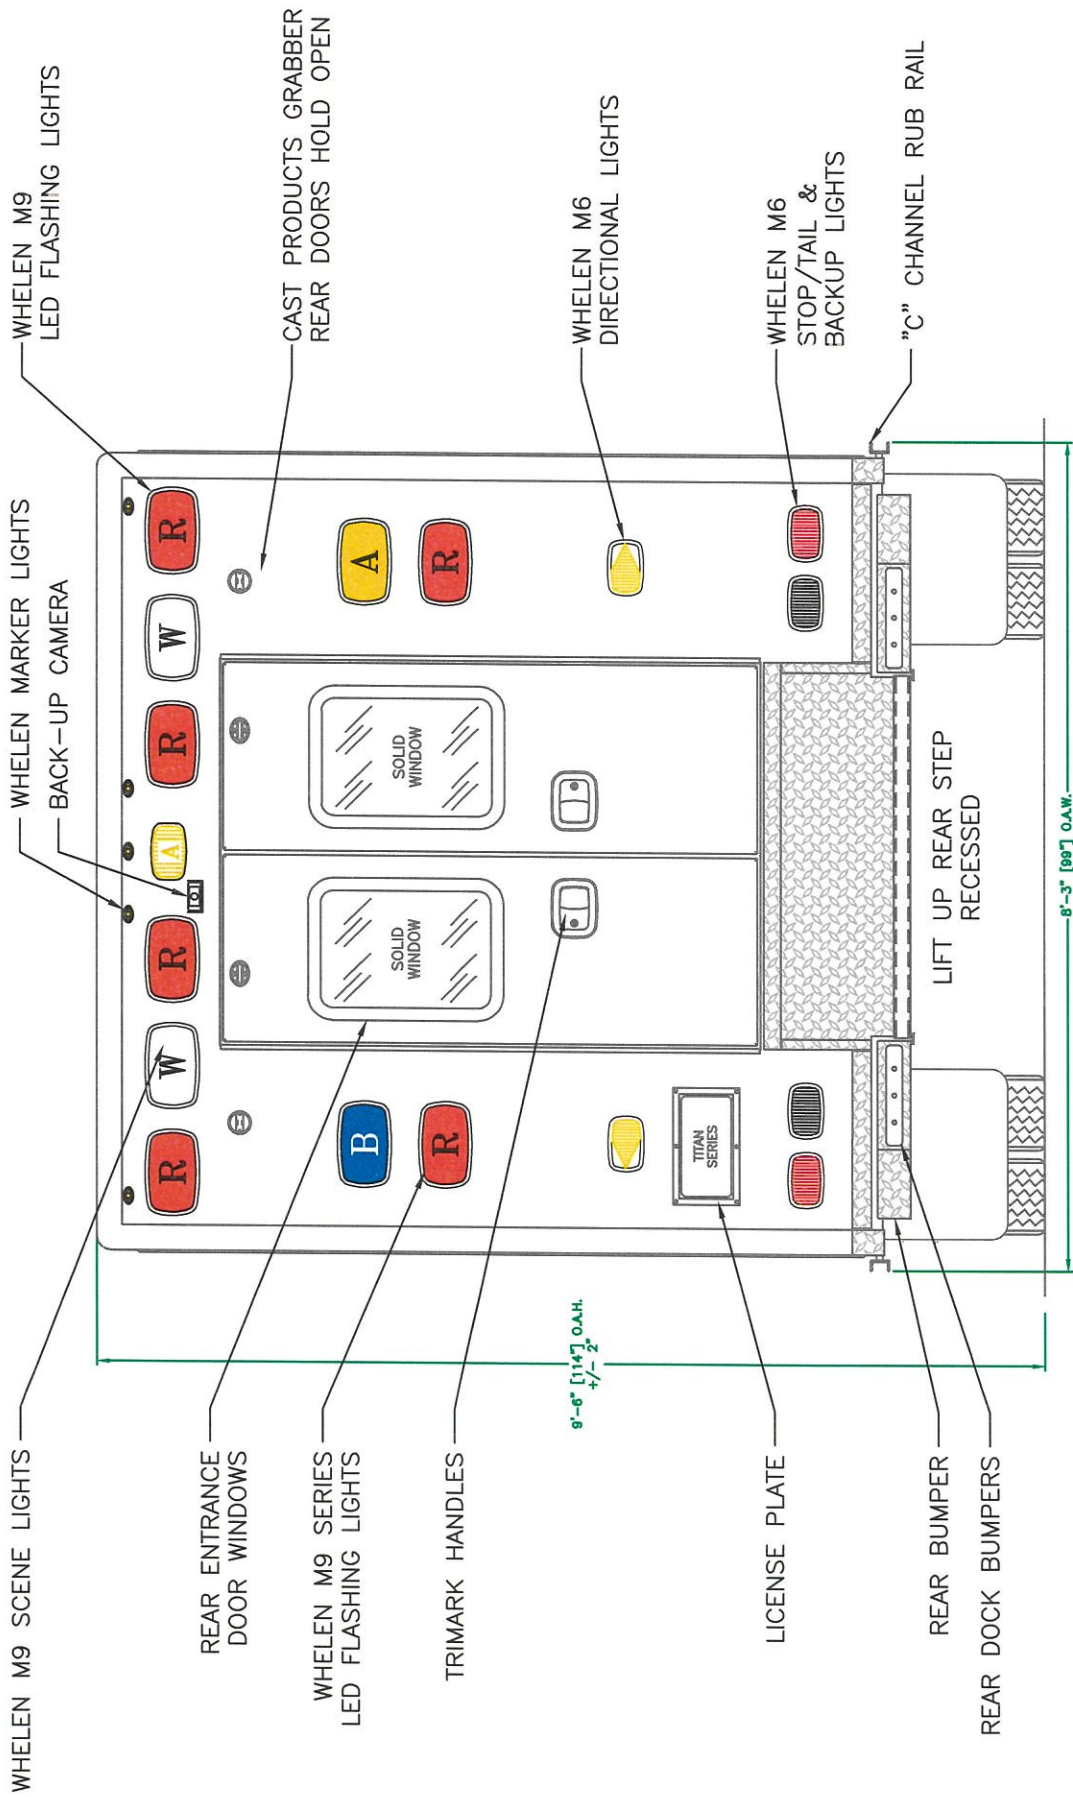 WHELEN M9 SCENE LIGHTS
REAR ENTRANCE
DOOR WINDOWS
WHELEN M9 SERIES
LED FLASHING LIGHTS
TRIMARK HANDLES
LICENSE PLATE
REAR BUMPER
REAR DOCK BUMPERS
WHELEN MARKER LIGHTS
BACK-UP CAMERA
WHELEN M9
LED FLASHING LIGHTS
CAST PRODUCTS GRABBER
REAR DOORS HOLD OPEN
WHELEN M6
DIRECTIONAL LIGHTS
WHELEN M6
STOP/TAIL &
BACKUP LIGHTS
"C" CHANNEL RUB RAIL
R
W
R
A
R
W
R
B
R
A
R
SOLID
WINDOW
SOLID
WINDOW
TITAN
SERIES
LIFT UP REAR STEP
RECESSED
9'-6" [114"] O.A.H.
+/- 2"
8'-3" [99"] O.A.W.